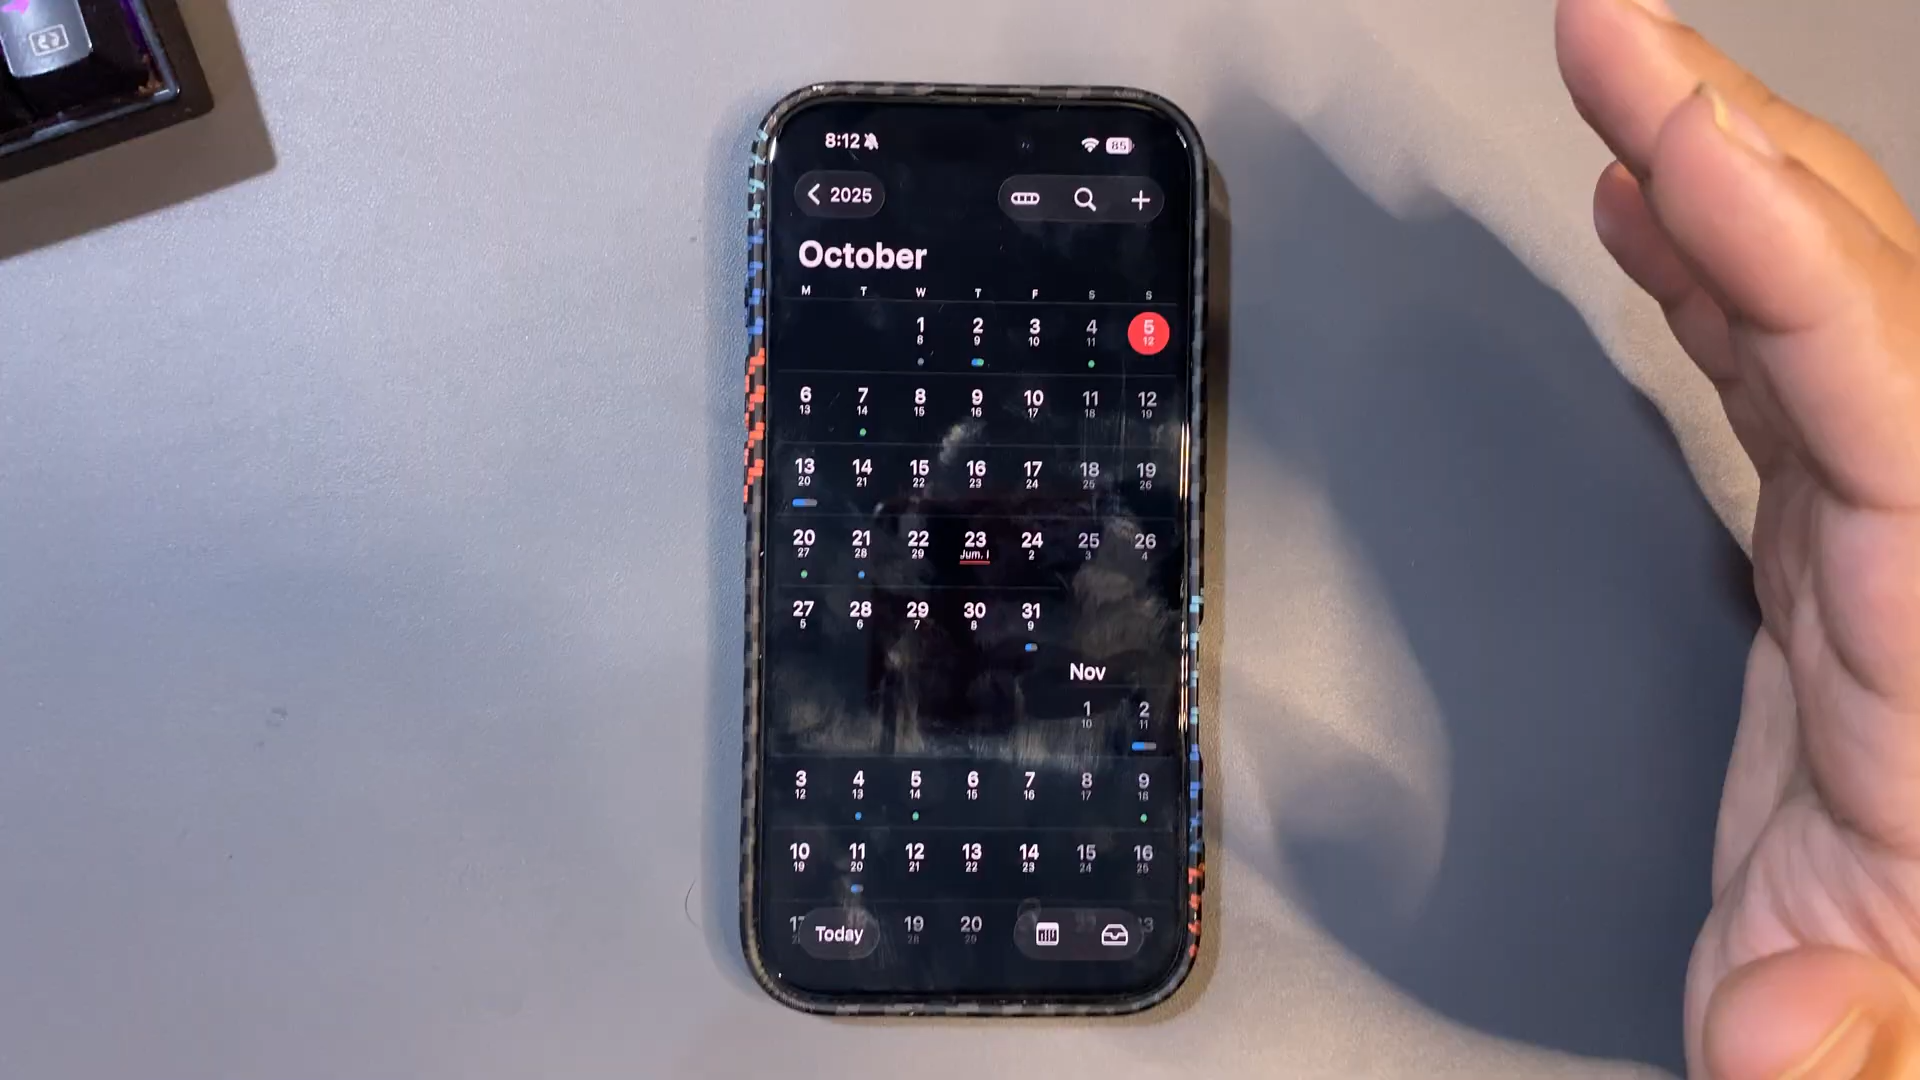 8:12 85
2025
October
M T W T F S S
1 2 3 4 5
8 9 10 11 12
6 7 8 9 10 11 12
13 14 15 16 17 18 19
13 14 15 16 17 18 19
20 21 22 23 24 25 26
20 21 22 23 24 25 26
27 28 29 Jum. I 2 3 4
27 28 29 30 31
5 6 7 8 9
Nov
1 2
10 11
3 4 5 6 7 8 9
12 13 14 15 16 17 18
10 11 12 13 14 15 16
19 20 21 22 23 24 25
19 20
28 29
Today